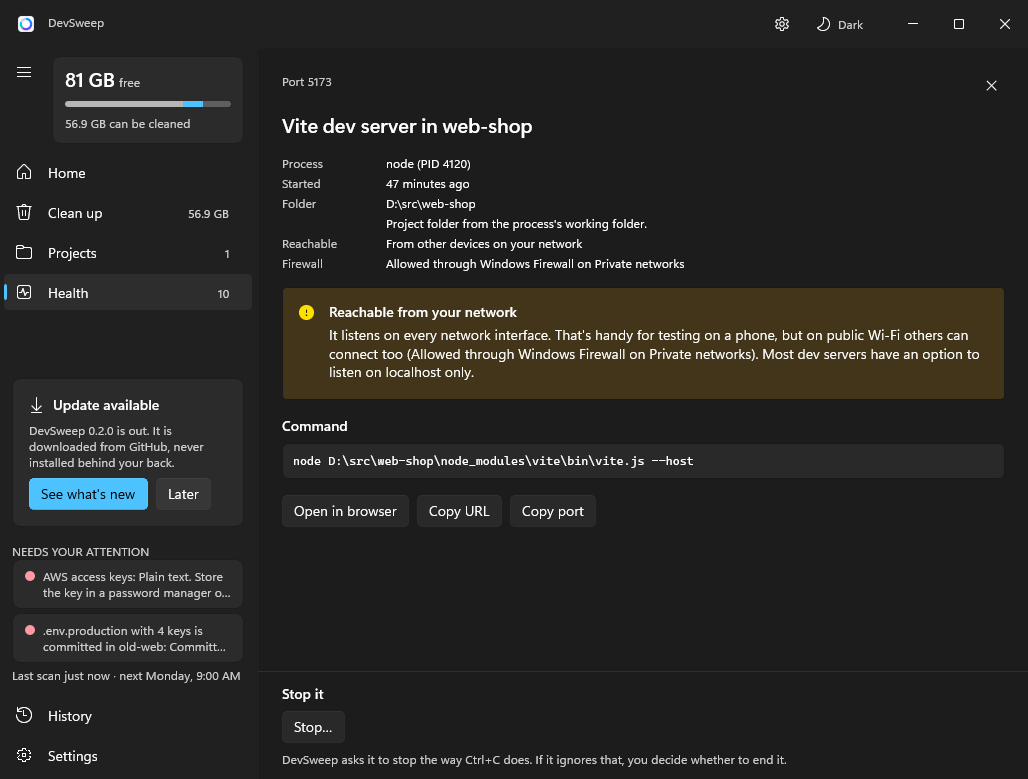 DevSweep
Dark
81 GB free
56.9 GB can be cleaned
Home
Clean up 56.9 GB
Projects 1
Health 10
Update available
DevSweep 0.2.0 is out. It is
downloaded from GitHub, never
installed behind your back.
See what's new
Later
NEEDS YOUR ATTENTION
AWS access keys: Plain text. Store
the key in a password manager o...
.env.production with 4 keys is
committed in old-web: Committ...
Last scan just now · next Monday, 9:00 AM
History
Settings
Port 5173
Vite dev server in web-shop
Process node (PID 4120)
Started 47 minutes ago
Folder D:\src\web-shop
Project folder from the process's working folder.
Reachable From other devices on your network
Firewall Allowed through Windows Firewall on Private networks
Reachable from your network
It listens on every network interface. That's handy for testing on a phone, but on public Wi-Fi others can
connect too (Allowed through Windows Firewall on Private networks). Most dev servers have an option to
listen on localhost only.
Command
node D:\src\web-shop\node_modules\vite\bin\vite.js --host
Open in browser
Copy URL
Copy port
Stop it
Stop...
DevSweep asks it to stop the way Ctrl+C does. If it ignores that, you decide whether to end it.